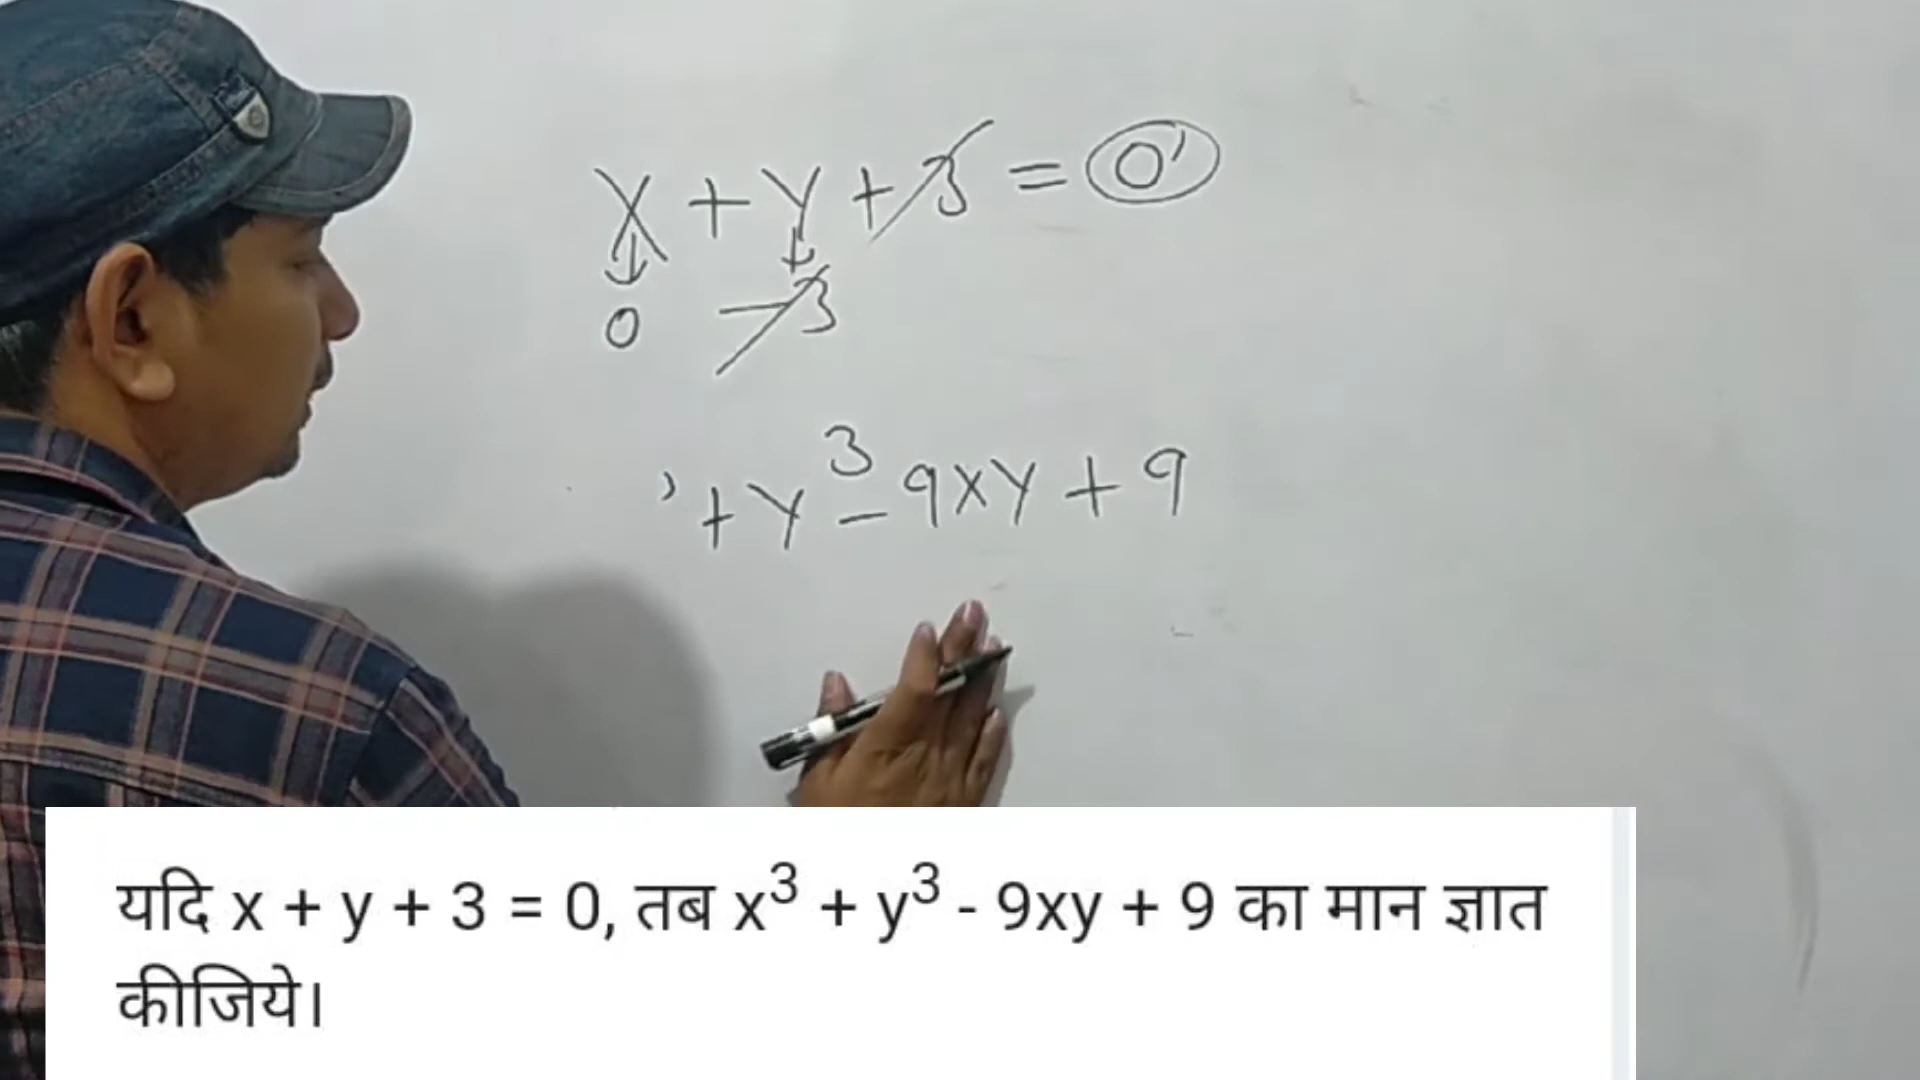 x + y + 3 = 0
0 -3
+ y³ - 9xy + 9
यदि x + y + 3 = 0, तब x³ + y³ - 9xy + 9 का मान ज्ञात
कीजिये।